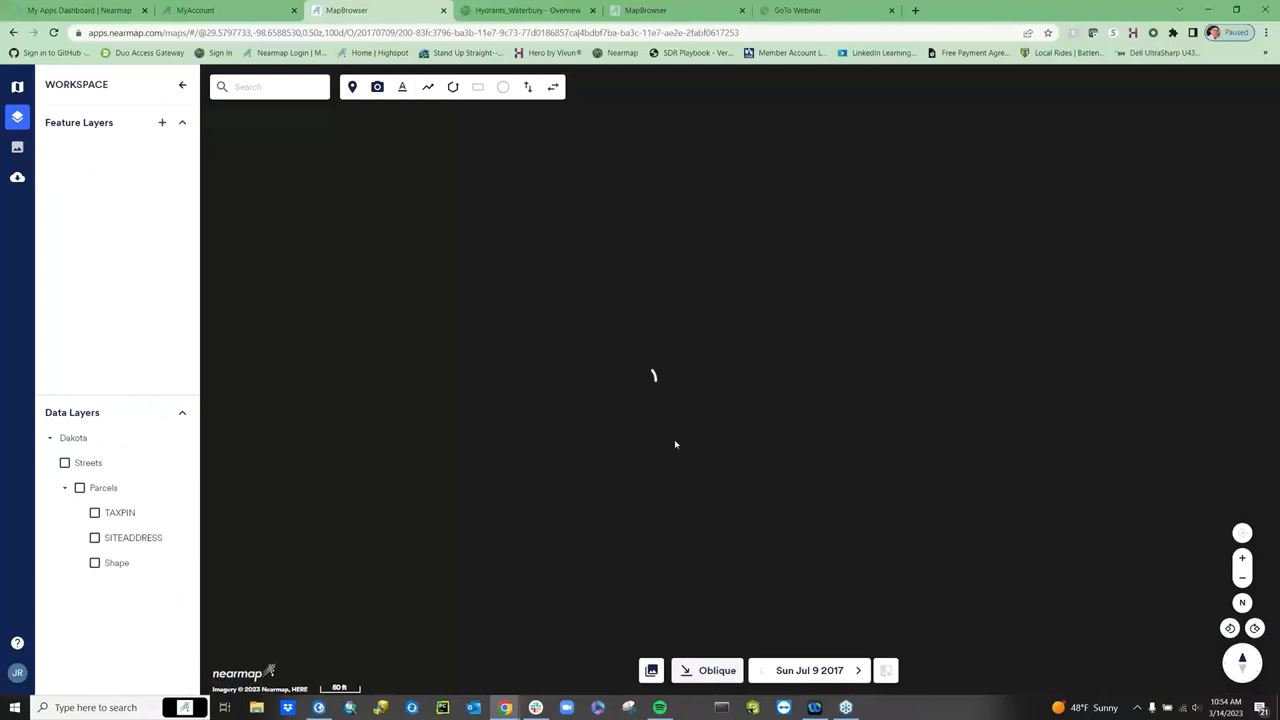 My Apps Dashboard | Nearmap
MyAccount
MapBrowser
Hydrants_Waterbury - Overview
MapBrowser
GoTo Webinar
apps.nearmap.com/maps/#/@29.5797733,-98.6588530,0.50z,100d/O/20170709/200-83fc3796-ba3b-11e7-9c73-77d0186857ca|4bdbf7ba-ba3c-11e7-ae2e-2fabf0617253
Paused
Sign in to GitHub ·
Duo Access Gateway
Sign In
Nearmap Login | M...
Home | Highspot
Stand Up Straight--...
Hero by Vivun®
Nearmap
SDR Playbook - Ver...
Member Account L...
LinkedIn Learning...
Free Payment Agre...
Local Rides | Batten...
Dell UltraSharp U43...
WORKSPACE
Search
Feature Layers
Data Layers
Dakota
Streets
Parcels
TAXPIN
SITEADDRESS
Shape
N
nearmap
Imagery © 2023 Nearmap, HERE
50 ft
Oblique
Sun Jul 9 2017
JR
Type here to search
48°F Sunny
10:54 AM
3/14/2023